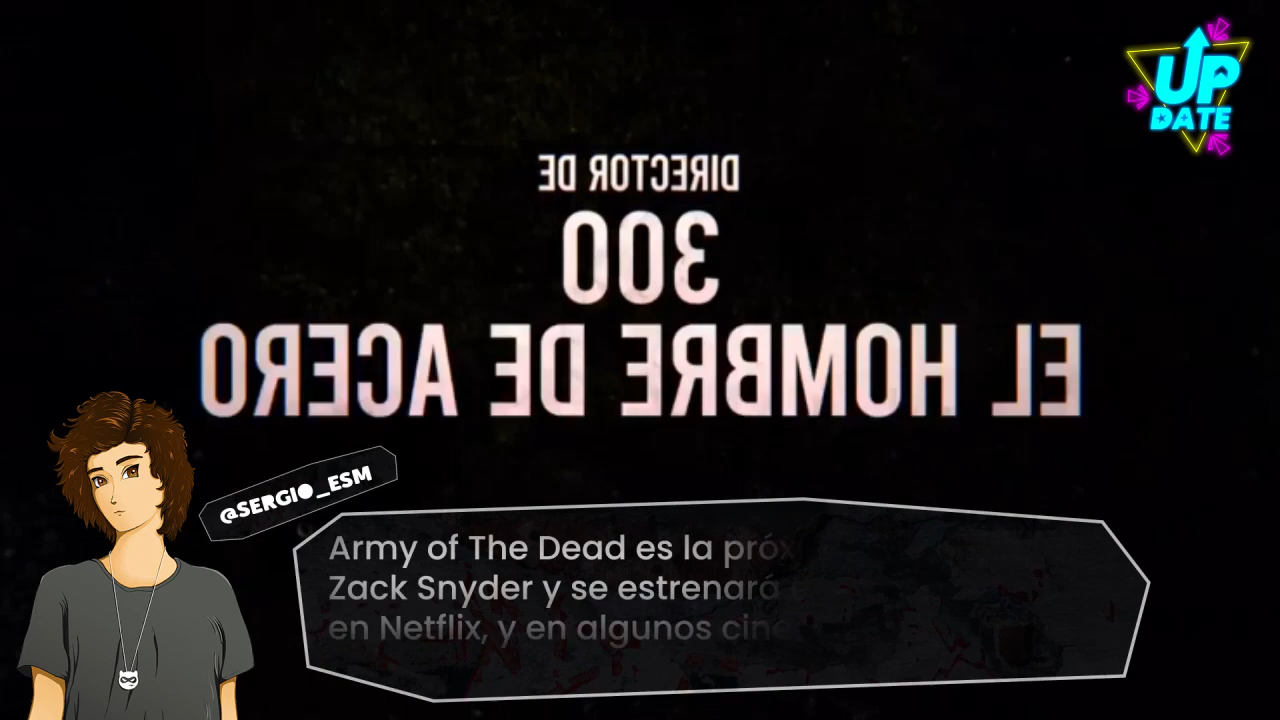 UP
DATE
DIRECTOR DE
300
EL HOMBRE DE ACERO
@SERGIO_ESM
Army of The Dead es la
Zack Snyder y se estrenará
en Netflix, y en algunos